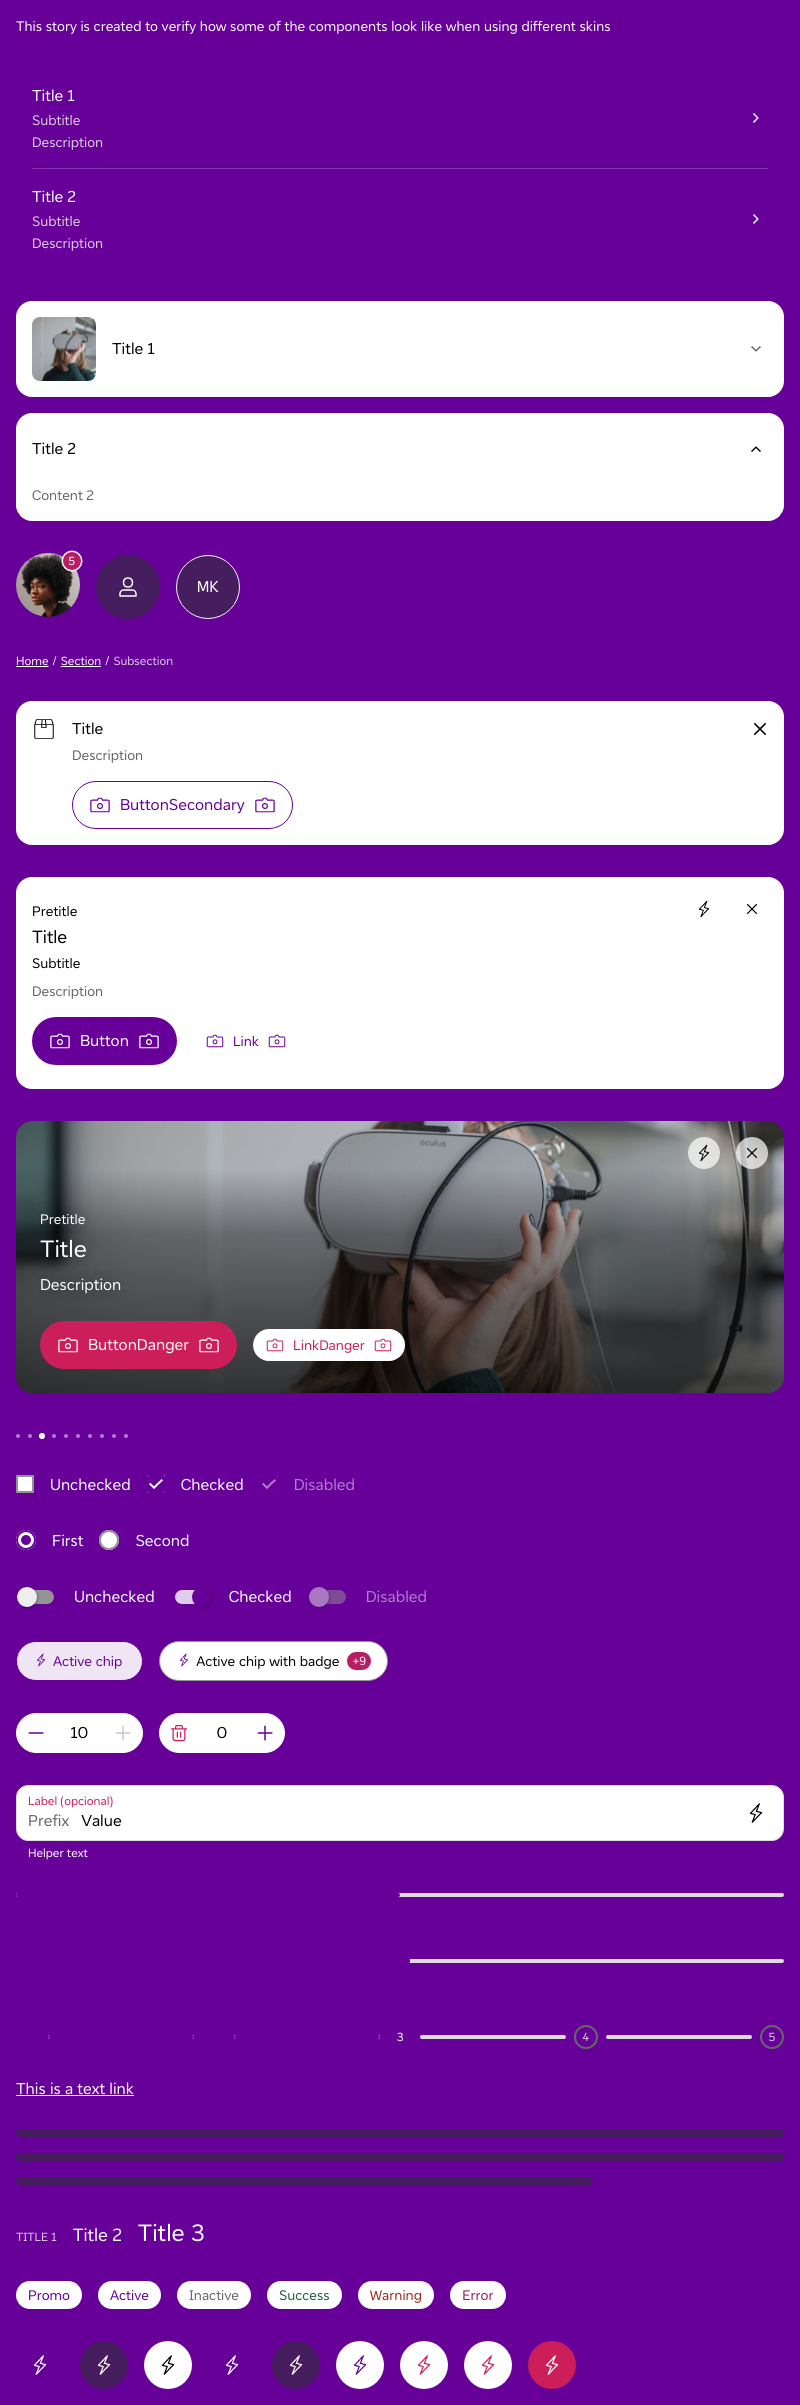 This story is created to verify how some of the components look like when using different skins
Title 1
Subtitle
Description
Title 2
Subtitle
Description
Title 1
Title 2
Content 2
5
MK
Home / Section / Subsection
Title
Description
ButtonSecondary
Pretitle
Title
Subtitle
Description
Button Link
oculus
Pretitle
Title
Description
ButtonDanger LinkDanger
Unchecked Checked Disabled
First Second
Unchecked Checked Disabled
Active chip Active chip with badge +9
10 0
Label (opcional)
Prefix Value
Helper text
3 4 5
This is a text link
TITLE 1 Title 2 Title 3
Promo Active Inactive Success Warning Error